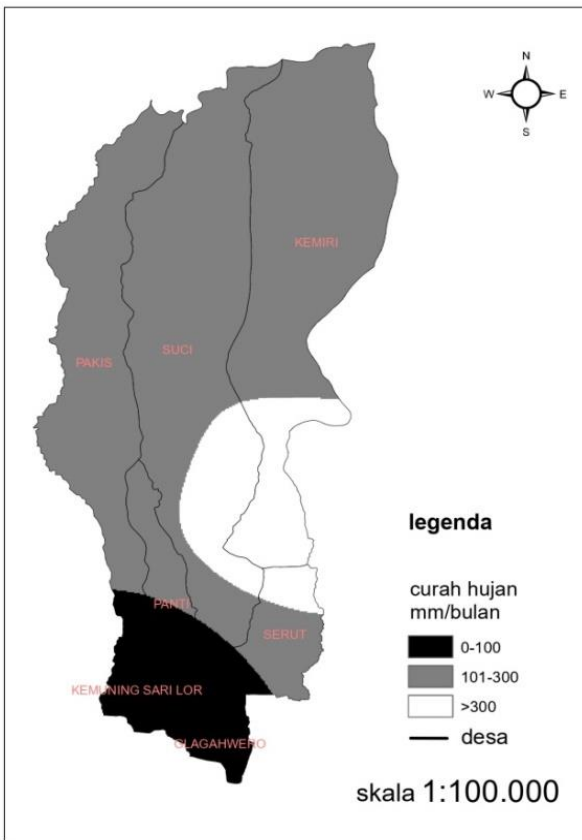 N
W E
S
KEMIRI
SUCI
PAKIS
PANTI
SERUT
KEMUNING SARI LOR
GLAGAHWERO
legenda
curah hujan
mm/bulan
0-100
101-300
>300
desa
skala 1:100.000